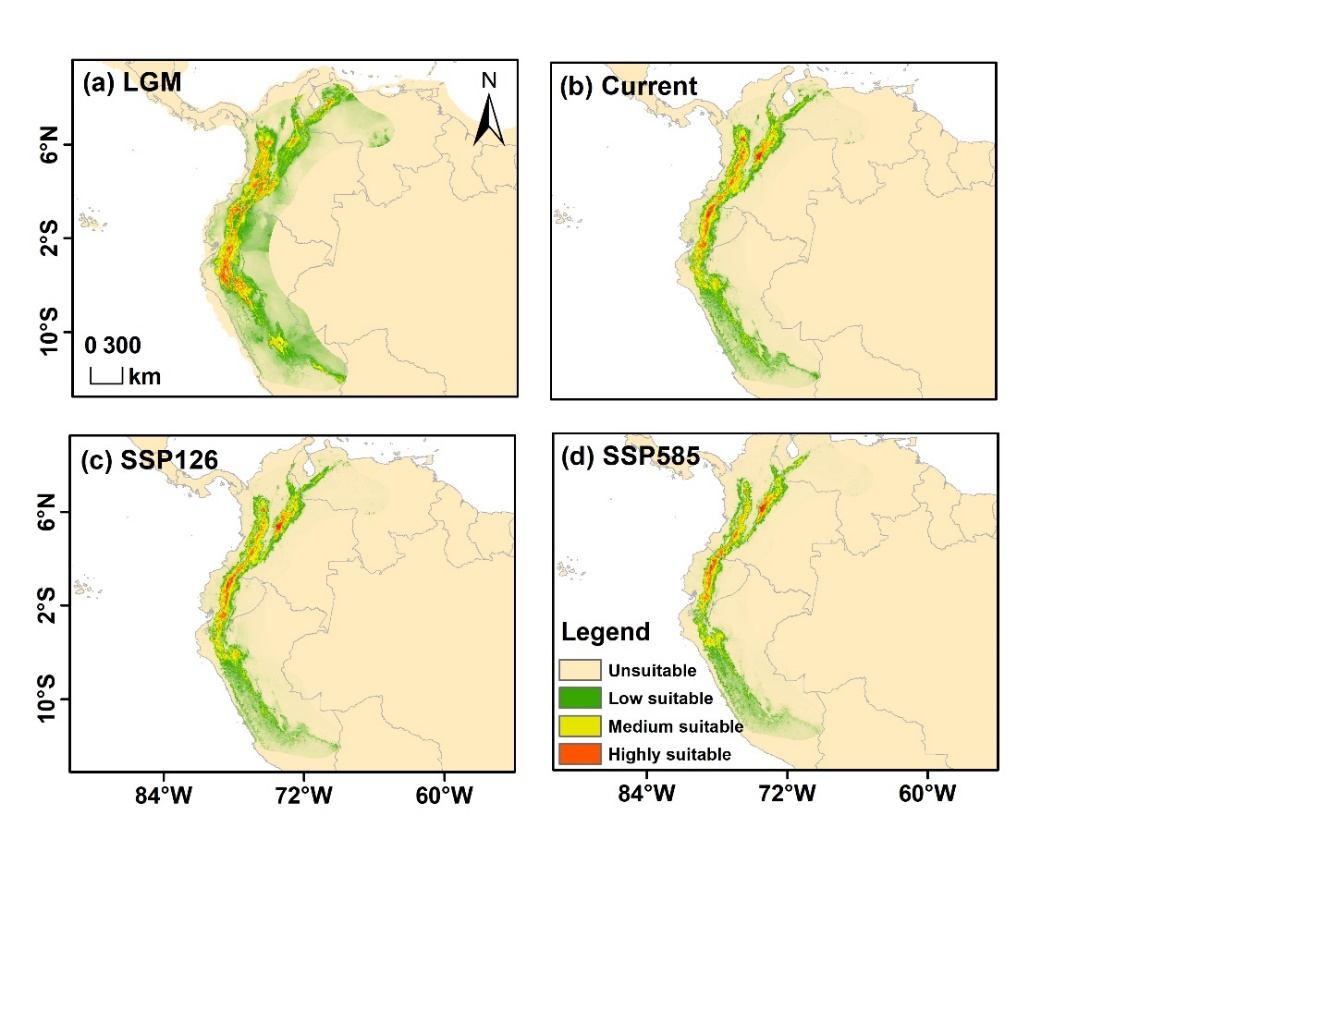 (a) LGM
N
(b) Current
6°N
2°S
10°S
0 300
km
(c) SSP126
(d) SSP585
6°N
2°S
10°S
Legend
Unsuitable
Low suitable
Medium suitable
Highly suitable
84°W 72°W 60°W
84°W 72°W 60°W